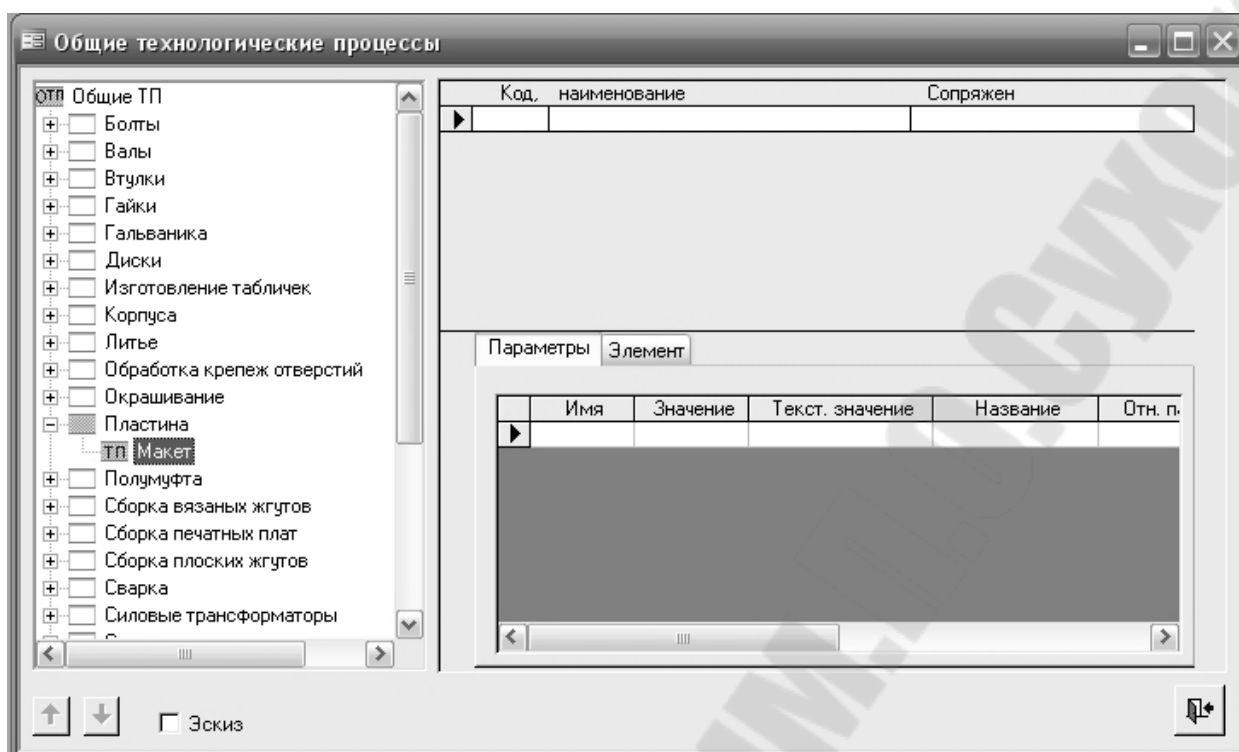 Общие технологические процессы
ОТП Общие ТП
Болты
Валы
Втулки
Гайки
Гальваника
Диски
Изготовление табличек
Корпуса
Литье
Обработка крепеж отверстий
Окрашивание
Пластина
ТП Макет
Полумуфта
Сборка вязаных жгутов
Сборка печатных плат
Сборка плоских жгутов
Сварка
Силовые трансформаторы
Код, наименование Сопряжен
Параметры Элемент
Имя Значение Текст. значение Название Отн.
Эскиз